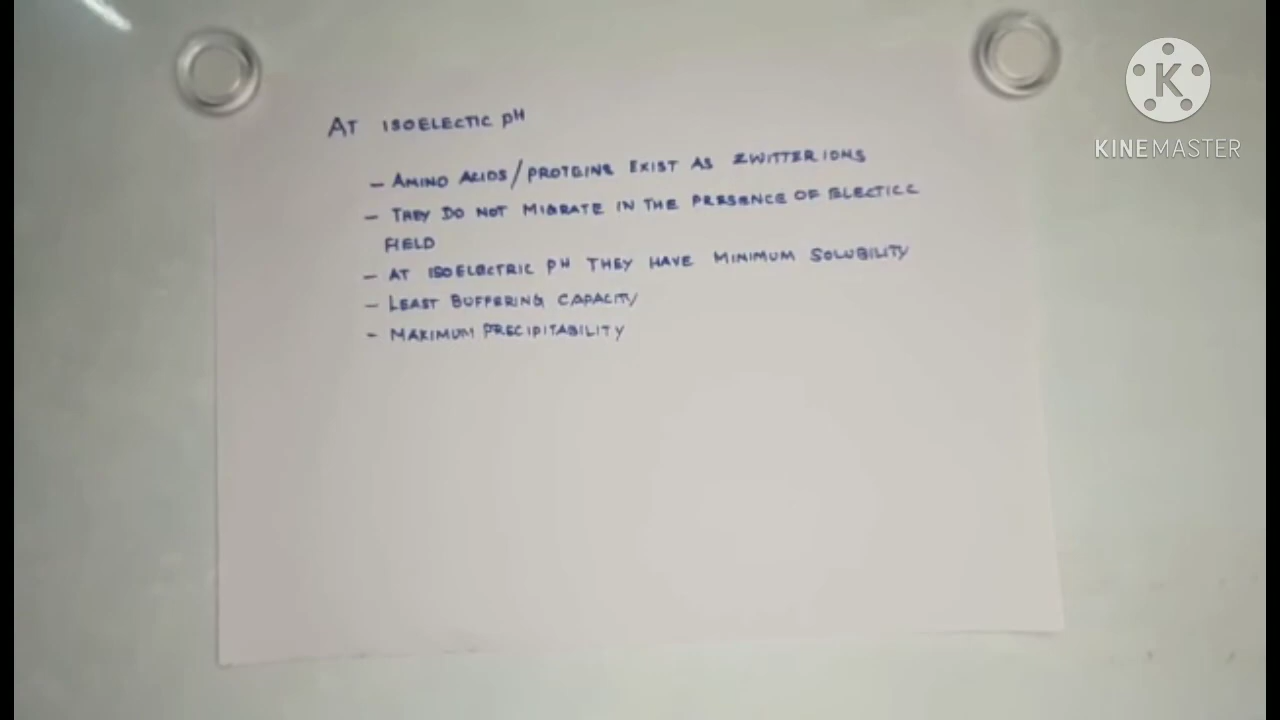 AT ISOELECTIC pH
- AMINO ACIDS/PROTEINS EXIST AS ZWITTER IONS
- THEY DO NOT MIGRATE IN THE PRESENCE OF ELECTICC
FIELD
- AT ISOELECTRIC PH THEY HAVE MINIMUM SOLUBILITY
- LEAST BUFFERING CAPACITY
- MAXIMUM PRECIPITABILITY
K
KINEMASTER